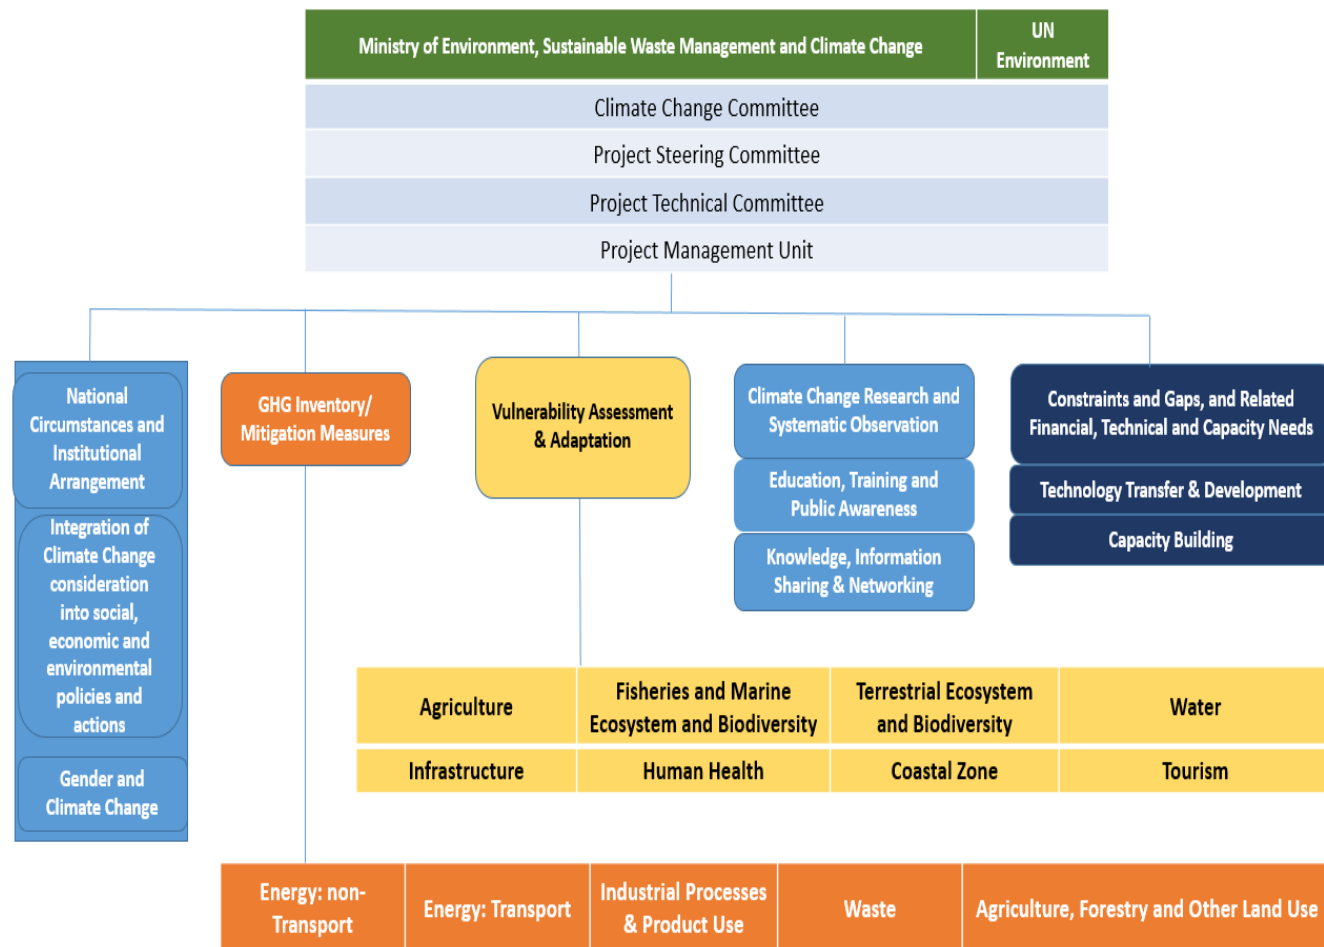 Ministry of Environment, Sustainable Waste Management and Climate Change
UN
Environment
Climate Change Committee
Project Steering Committee
Project Technical Committee
Project Management Unit
National
Circumstances and
Institutional
Arrangement
Integration of
Climate Change
consideration
into social,
economic and
environmental
policies and
actions
Gender and
Climate Change
GHG Inventory/
Mitigation Measures
Vulnerability Assessment
& Adaptation
Climate Change Research and
Systematic Observation
Education, Training and
Public Awareness
Knowledge, Information
Sharing & Networking
Constraints and Gaps, and Related
Financial, Technical and Capacity Needs
Technology Transfer & Development
Capacity Building
Agriculture
Fisheries and Marine
Ecosystem and Biodiversity
Terrestrial Ecosystem
and Biodiversity
Water
Infrastructure
Human Health
Coastal Zone
Tourism
Energy: non-
Transport
Energy: Transport
Industrial Processes
& Product Use
Waste
Agriculture, Forestry and Other Land Use